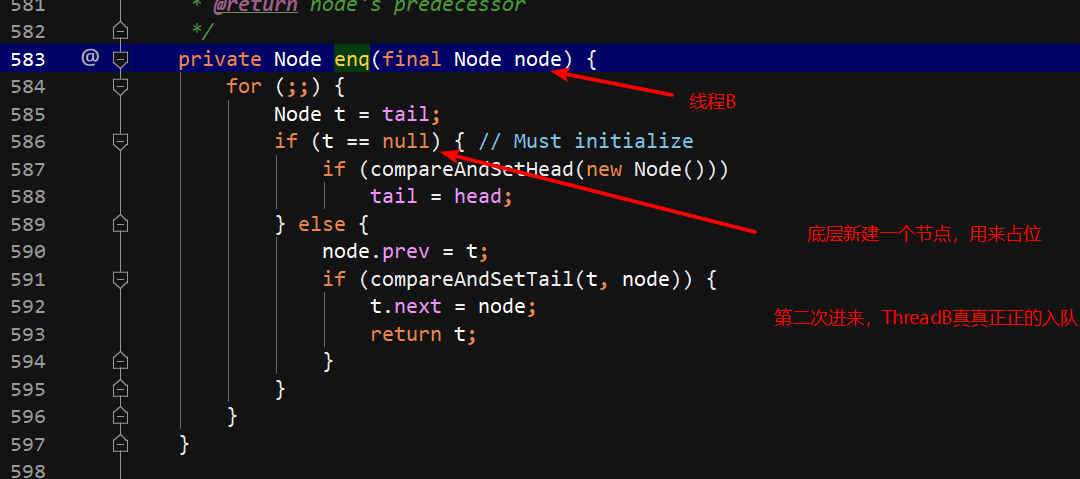 581 * @return node's predecessor
582 */
583 @ private Node enq(final Node node) {
线程B
584 for (;;) {
585 Node t = tail;
586 if (t == null) { // Must initialize
587 if (compareAndSetHead(new Node()))
588 tail = head;
589 } else {
底层新建一个节点，用来占位
590 node.prev = t;
591 if (compareAndSetTail(t, node)) {
592 t.next = node;
第二次进来，ThreadB真真正正的入队
593 return t;
594 }
595 }
596 }
597 }
598